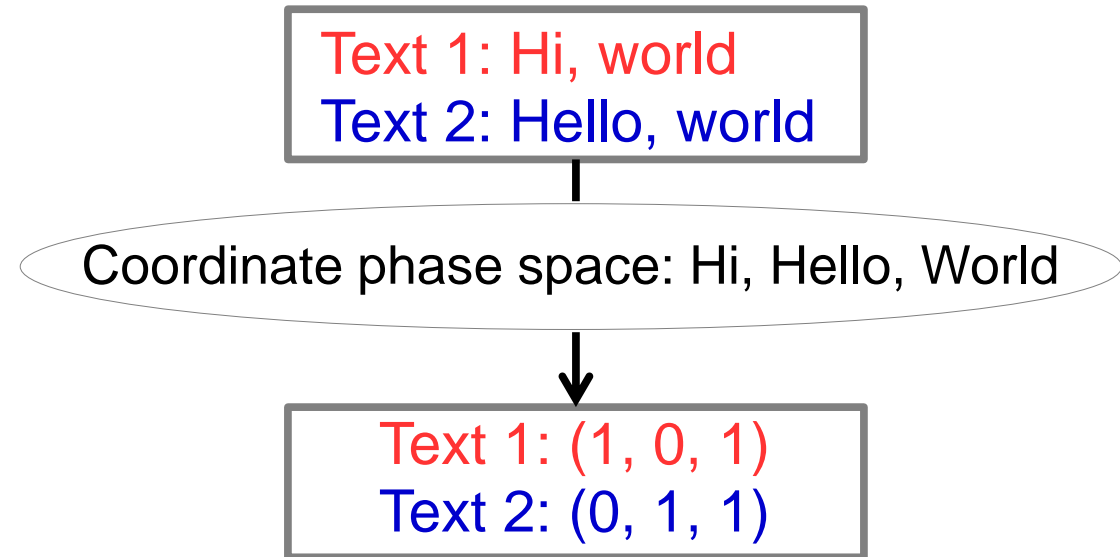 Text 1: Hi, world
Text 2: Hello, world
Coordinate phase space: Hi, Hello, World
Text 1: (1, 0, 1)
Text 2: (0, 1, 1)